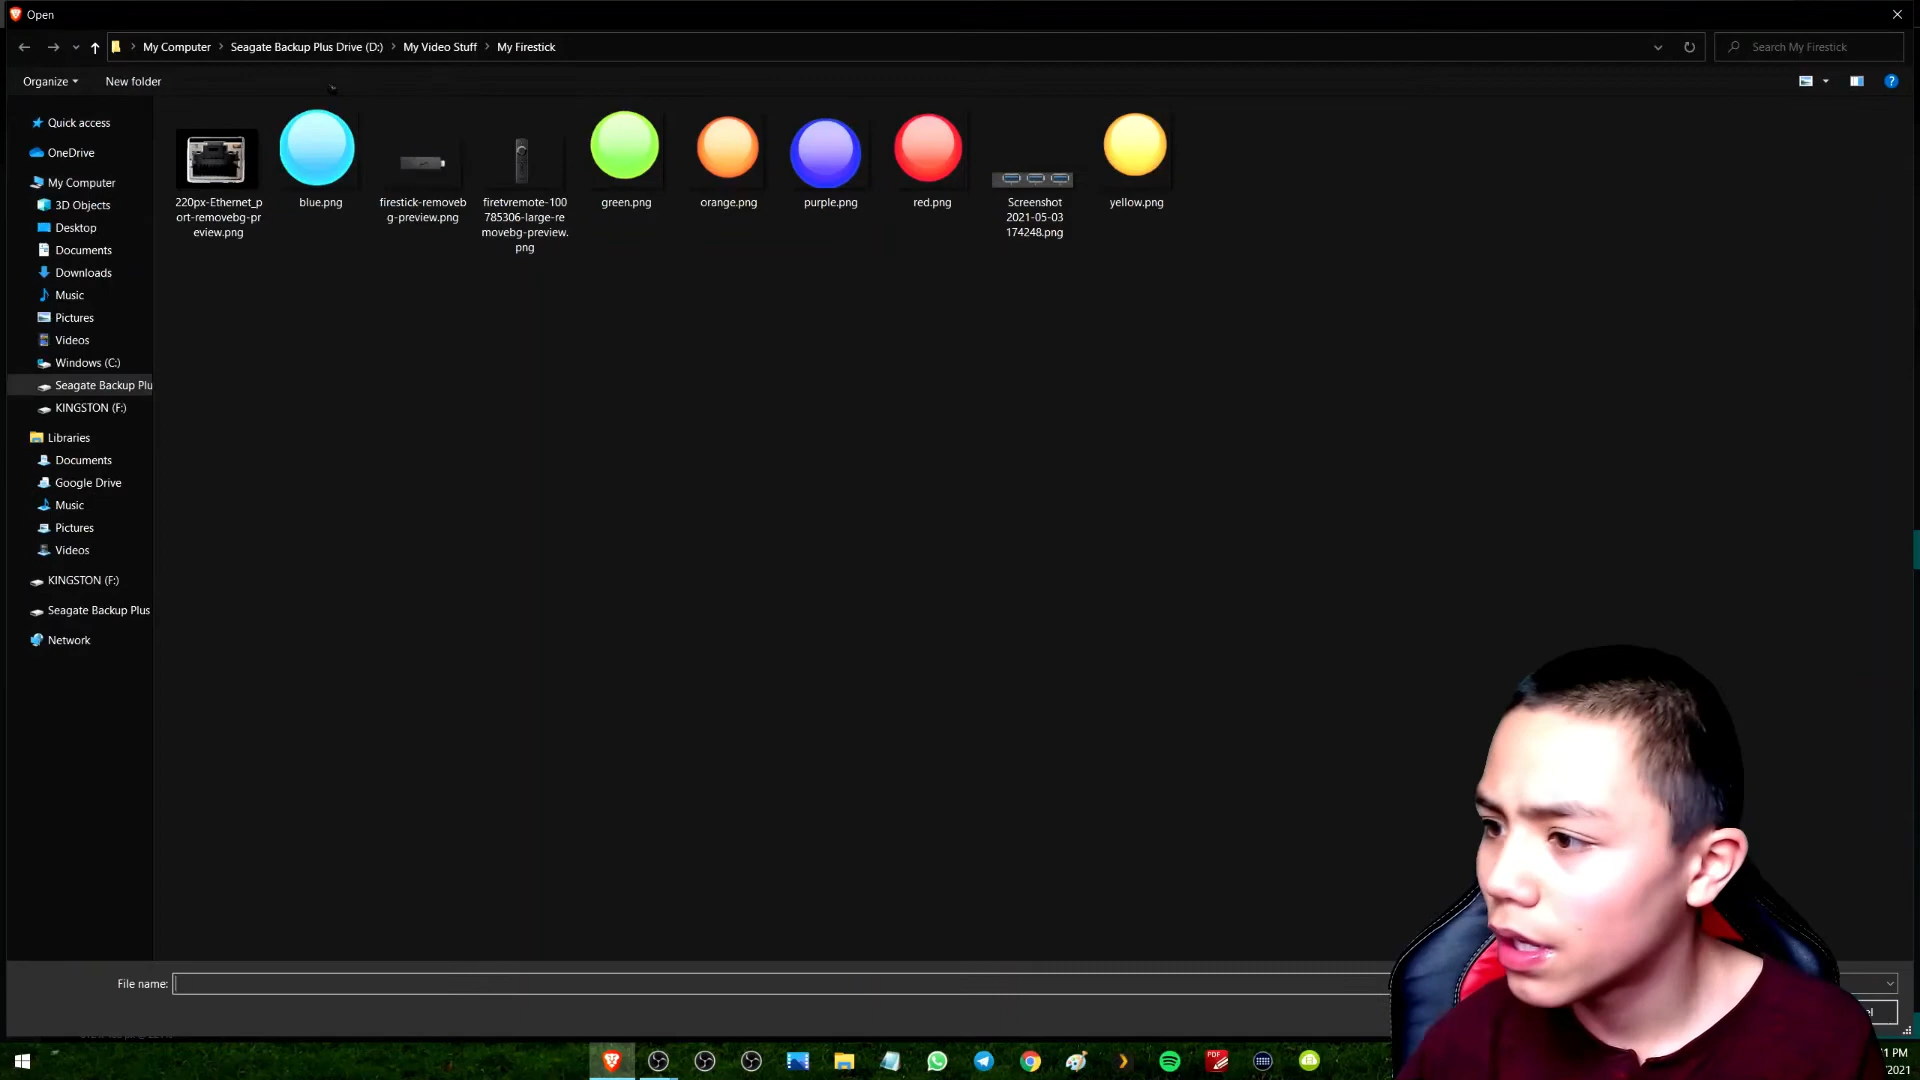 Open
My Computer
Seagate Backup Plus Drive (D:)
My Video Stuff
My Firestick
Search My Firestick
Organize
New folder
Quick access
OneDrive
My Computer
3D Objects
Desktop
Documents
Downloads
Music
Pictures
Videos
Windows (C:)
Seagate Backup Plu
KINGSTON (F:)
Libraries
Documents
Google Drive
Music
Pictures
Videos
KINGSTON (F:)
Seagate Backup Plus
Network
220px-Ethernet_p
ort-removebg-pr
eview.png
blue.png
firestick-removeb
g-preview.png
firetvremote-100
785306-large-re
movebg-preview.
png
green.png
orange.png
purple.png
red.png
Screenshot
2021-05-03
174248.png
yellow.png
File name:
PDF
1 PM
/2021